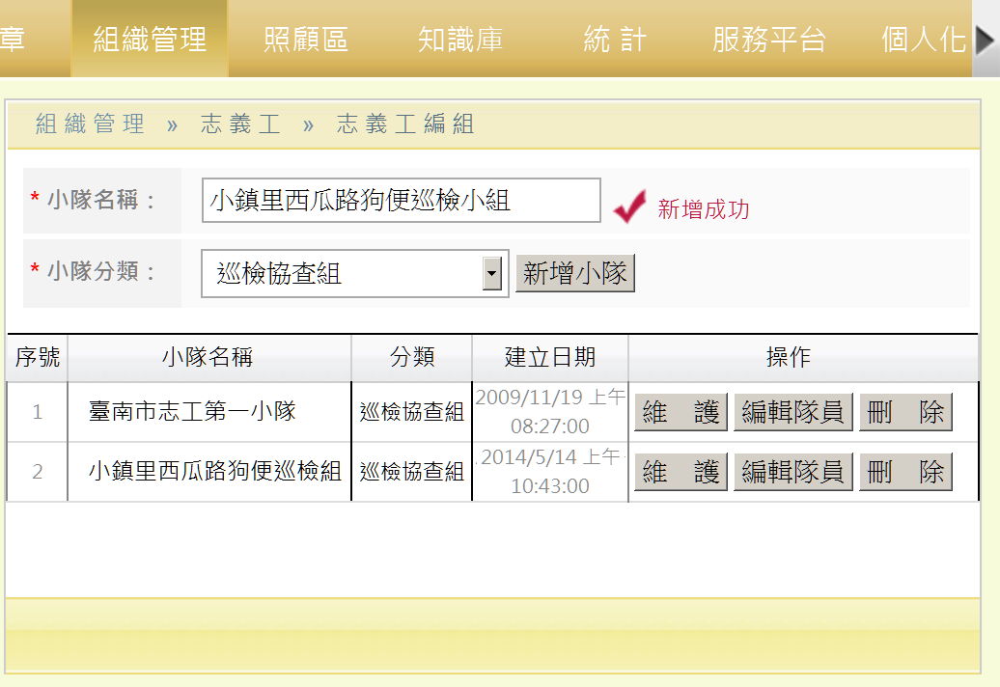 章 組織管理 照顧區 知識庫 統計 服務平台 個人化
組織管理 » 志義工 » 志義工編組
* 小隊名稱： 小鎮里西瓜路狗便巡檢小組 新增成功
* 小隊分類： 巡檢協查組 新增小隊
序號 小隊名稱 分類 建立日期 操作
1 臺南市志工第一小隊 巡檢協查組 2009/11/19 上午 08:27:00 維 護 編輯隊員 刪 除
2 小鎮里西瓜路狗便巡檢組 巡檢協查組 2014/5/14 上午 10:43:00 維 護 編輯隊員 刪 除